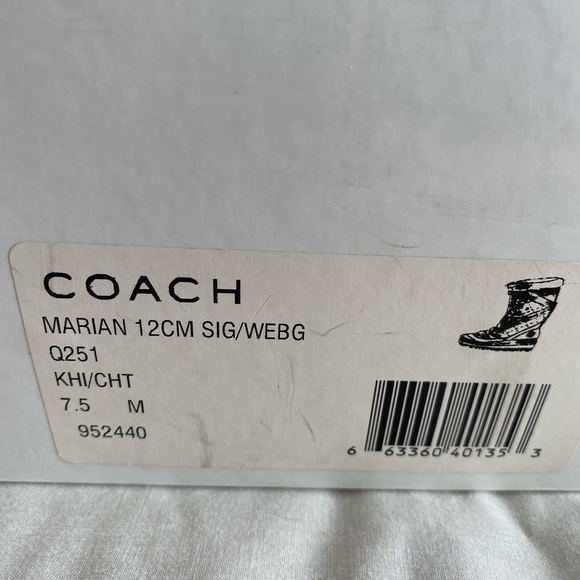 COACH
MARIAN 12CM SIG/WEBG
Q251
KHI/CHT
7.5 M
952440
6 63360 40135 3